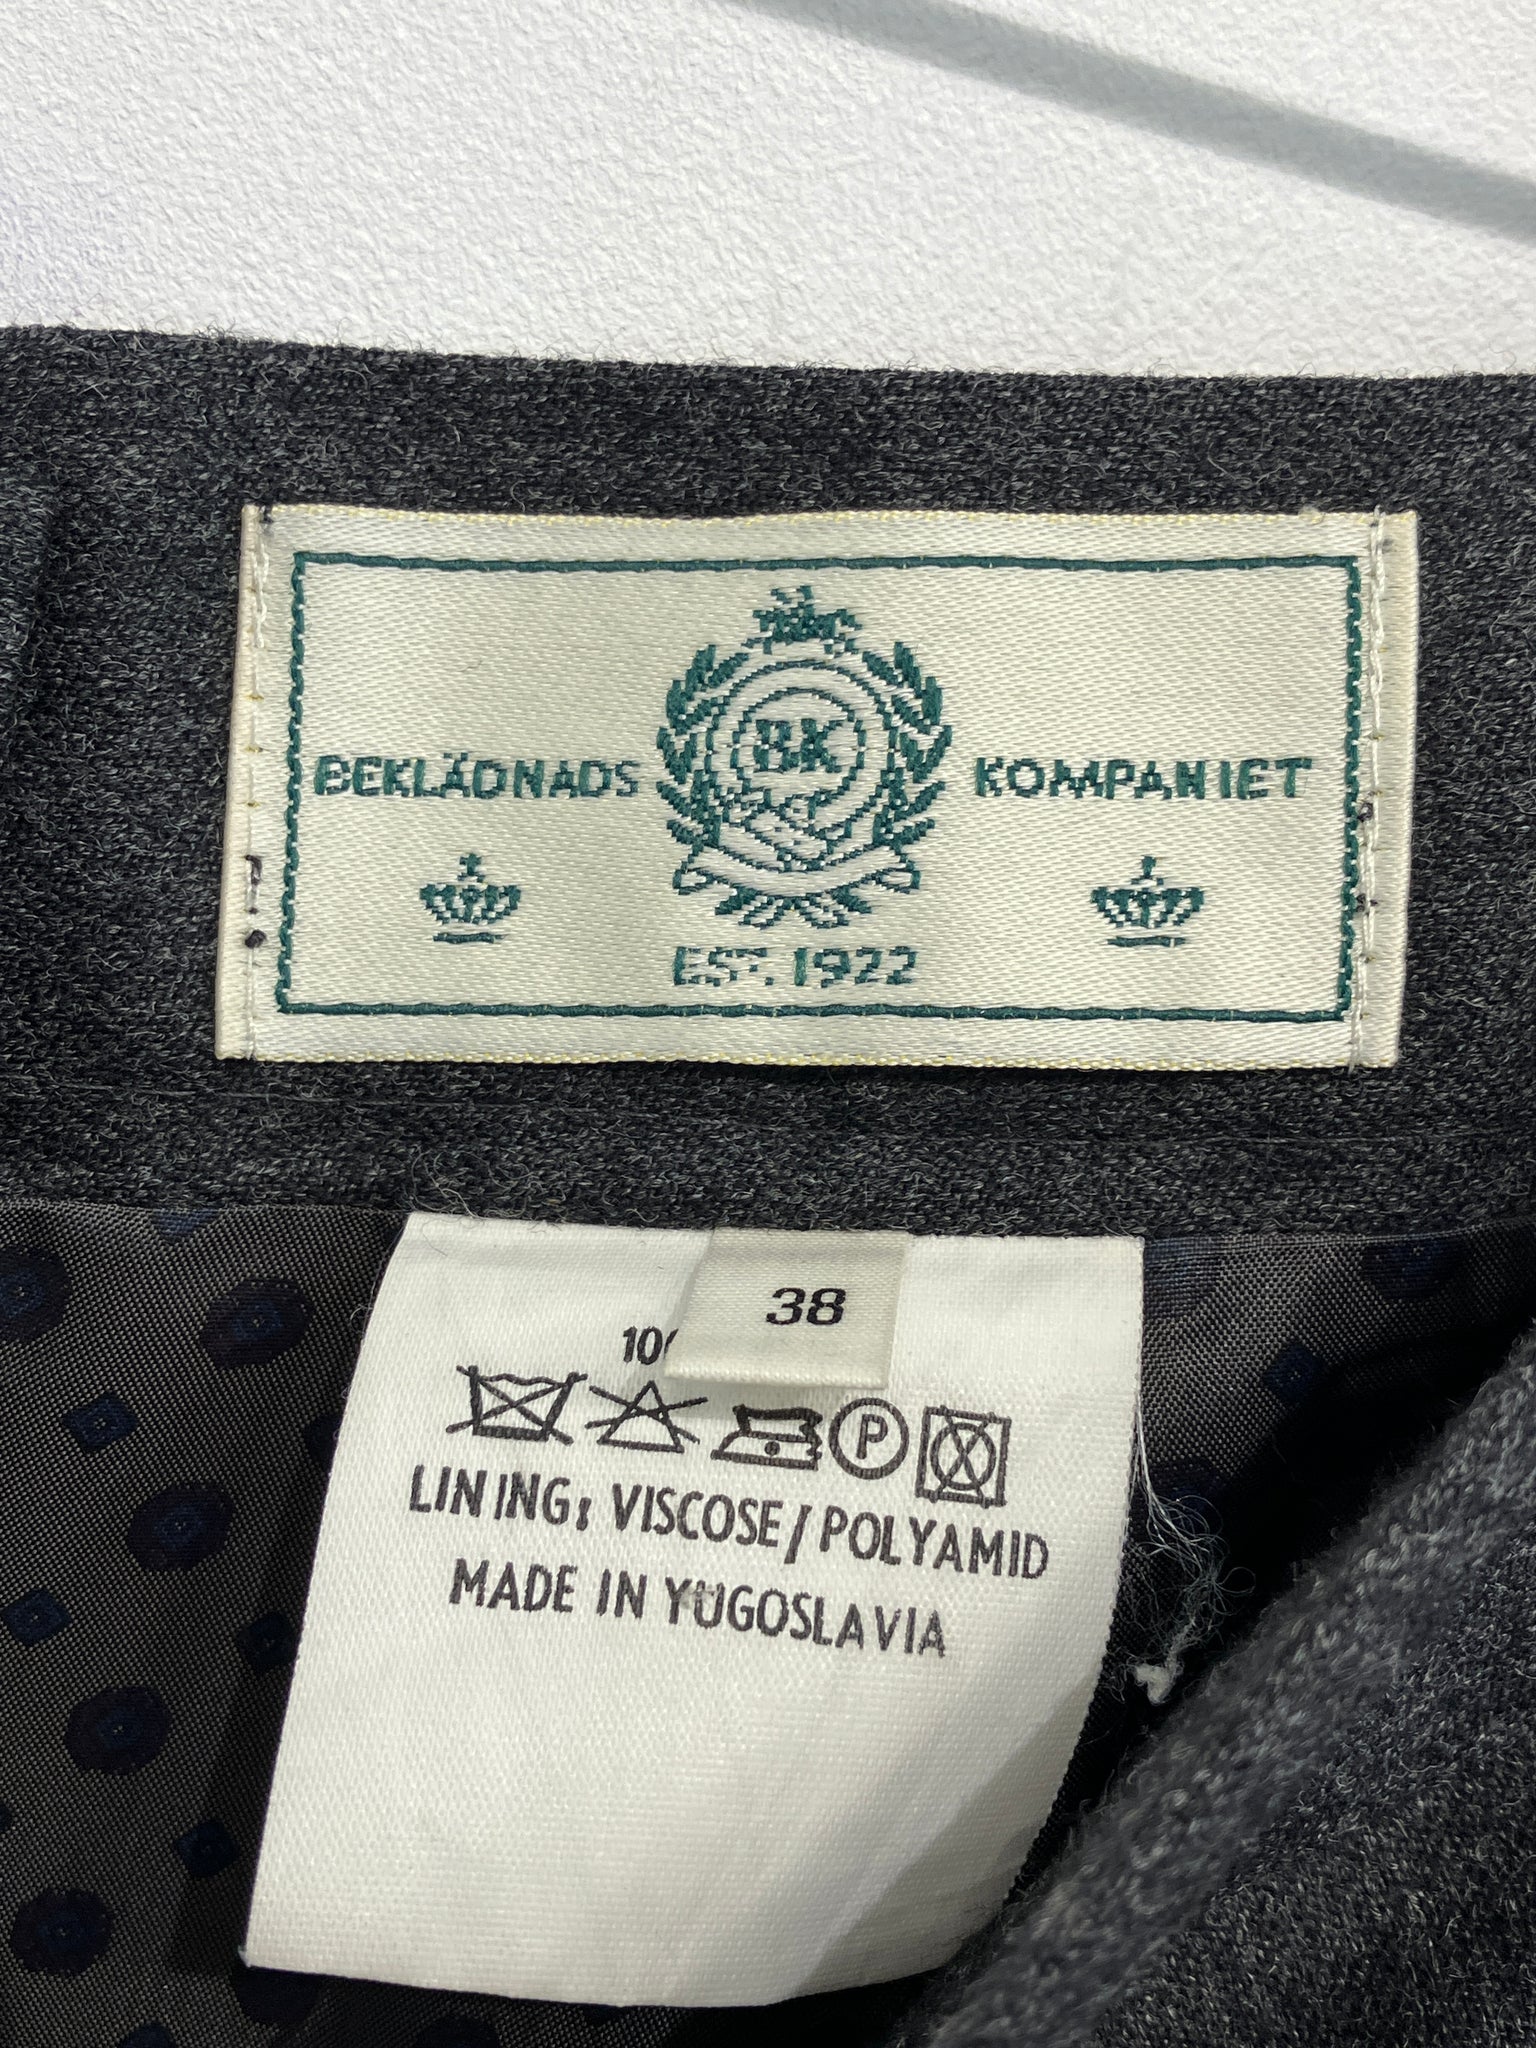 BK
BEKLÄDNADS KOMPANIET
EST. 1922
38
LINING: VISCOSE/POLYAMID
MADE IN YUGOSLAVIA
P